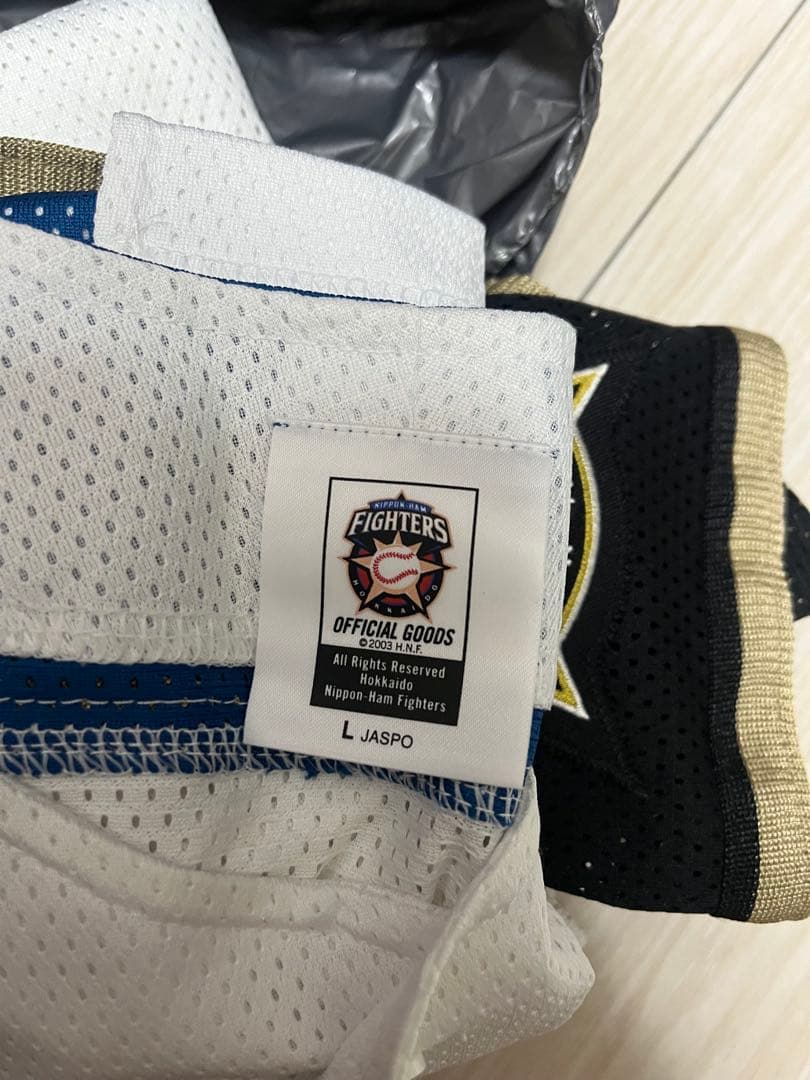 NIPPON-HAM
FIGHTERS
HOKKAIDO
OFFICIAL GOODS
©2003 H.N.F.
All Rights Reserved
Hokkaido
Nippon-Ham Fighters
L JASPO